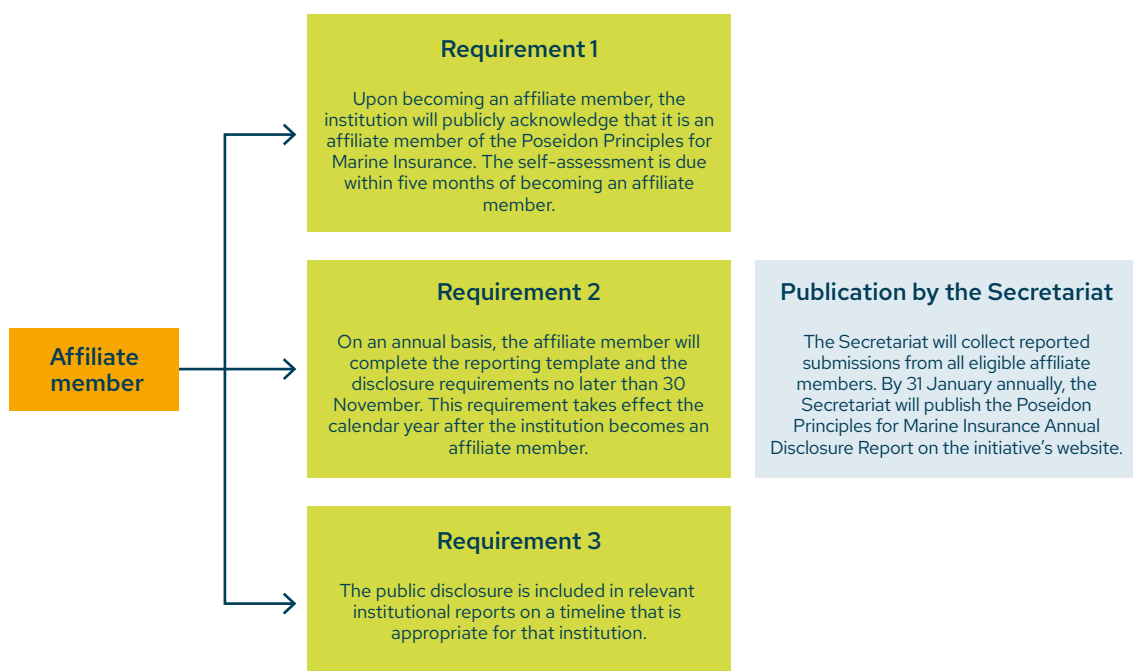 Requirement 1
Upon becoming an affiliate member, the
institution will publicly acknowledge that it is an
affiliate member of the Poseidon Principles for
Marine Insurance. The self-assessment is due
within five months of becoming an affiliate
member.
Affiliate
member
Requirement 2
On an annual basis, the affiliate member will
complete the reporting template and the
disclosure requirements no later than 30
November. This requirement takes effect the
calendar year after the institution becomes an
affiliate member.
Publication by the Secretariat
The Secretariat will collect reported
submissions from all eligible affiliate
members. By 31 January annually, the
Secretariat will publish the Poseidon
Principles for Marine Insurance Annual
Disclosure Report on the initiative’s website.
Requirement 3
The public disclosure is included in relevant
institutional reports on a timeline that is
appropriate for that institution.